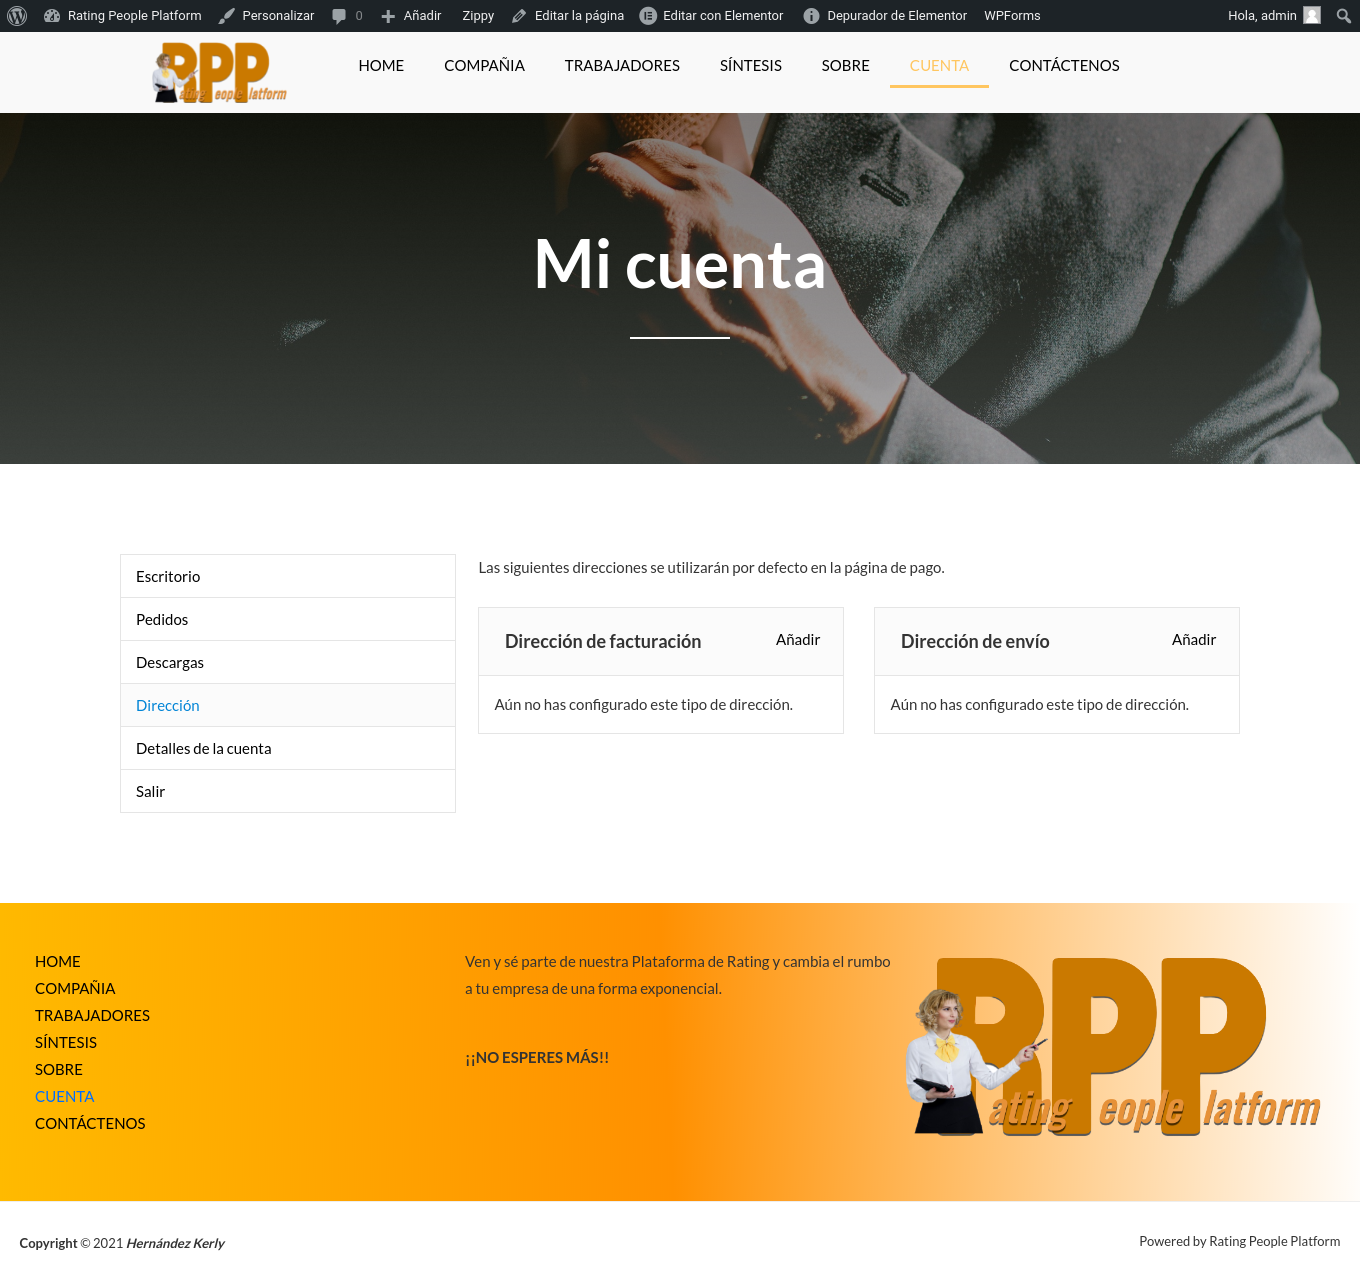 Rating People Platform Personalizar 0 Añadir Zippy Editar la página Editar con Elementor Depurador de Elementor WPForms Hola, admin
RPP
ating eople latform
HOME COMPAÑIA TRABAJADORES SÍNTESIS SOBRE CUENTA CONTÁCTENOS
Mi cuenta
Escritorio
Pedidos
Descargas
Dirección
Detalles de la cuenta
Salir
Las siguientes direcciones se utilizarán por defecto en la página de pago.
Dirección de facturación Añadir
Aún no has configurado este tipo de dirección.
Dirección de envío Añadir
Aún no has configurado este tipo de dirección.
HOME
COMPAÑIA
TRABAJADORES
SÍNTESIS
SOBRE
CUENTA
CONTÁCTENOS
Ven y sé parte de nuestra Plataforma de Rating y cambia el rumbo
a tu empresa de una forma exponencial.
¡¡NO ESPERES MÁS!!
RPP
ating eople latform
Copyright © 2021 Hernández Kerly
Powered by Rating People Platform